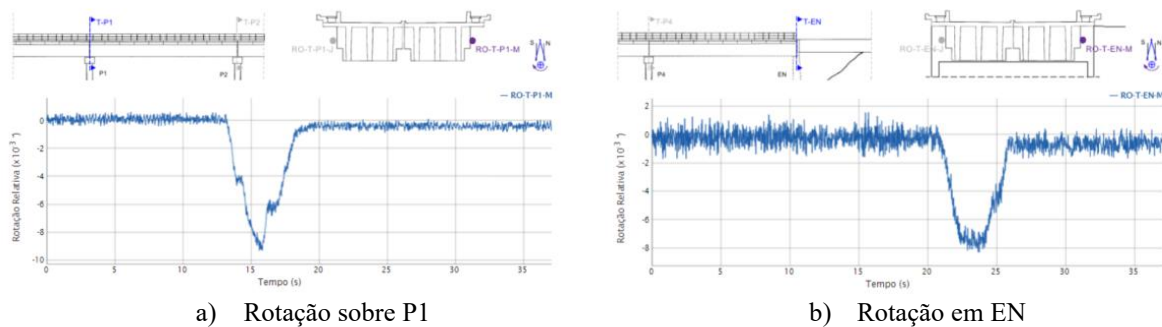 T-P1
T-P2
P1
P2
RO-T-P1-J
RO-T-P1-M
S N
— RO-T-P1-M
Rotação Relativa (x10⁻³ °)
0
-2
-4
-6
-8
-10
0 5 10 15 20 25 30 35
Tempo (s)
a) Rotação sobre P1
T-P4
T-EN
P4
EN
RO-T-EN-J
RO-T-EN-M
S N
— RO-T-EN-M
Rotação Relativa (x10⁻³ °)
2
0
-2
-4
-6
-8
0 5 10 15 20 25 30 35
Tempo (s)
b) Rotação em EN